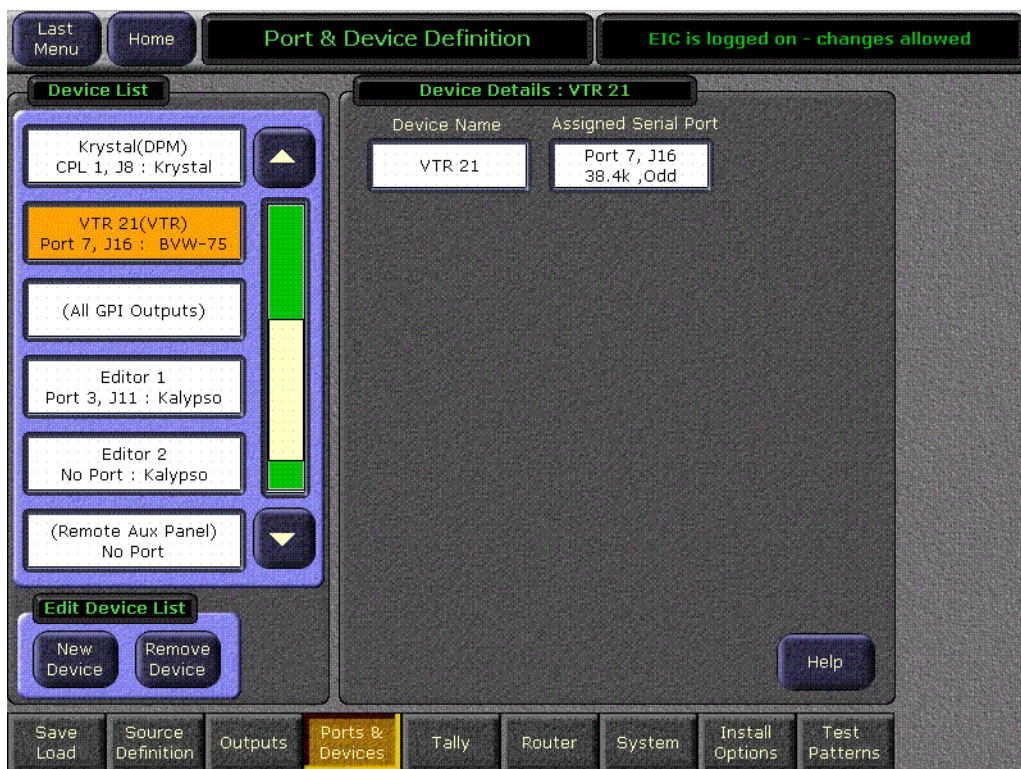 Last
Menu
Home
Port & Device Definition
EIC is logged on - changes allowed
Device List
Krystal(DPM)
CPL 1, J8 : Krystal
VTR 21(VTR)
Port 7, J16 : BVW-75
(All GPI Outputs)
Editor 1
Port 3, J11 : Kalypso
Editor 2
No Port : Kalypso
(Remote Aux Panel)
No Port
Edit Device List
New
Device
Remove
Device
Device Details : VTR 21
Device Name
Assigned Serial Port
VTR 21
Port 7, J16
38.4k ,Odd
Help
Save
Load
Source
Definition
Outputs
Ports &
Devices
Tally
Router
System
Install
Options
Test
Patterns